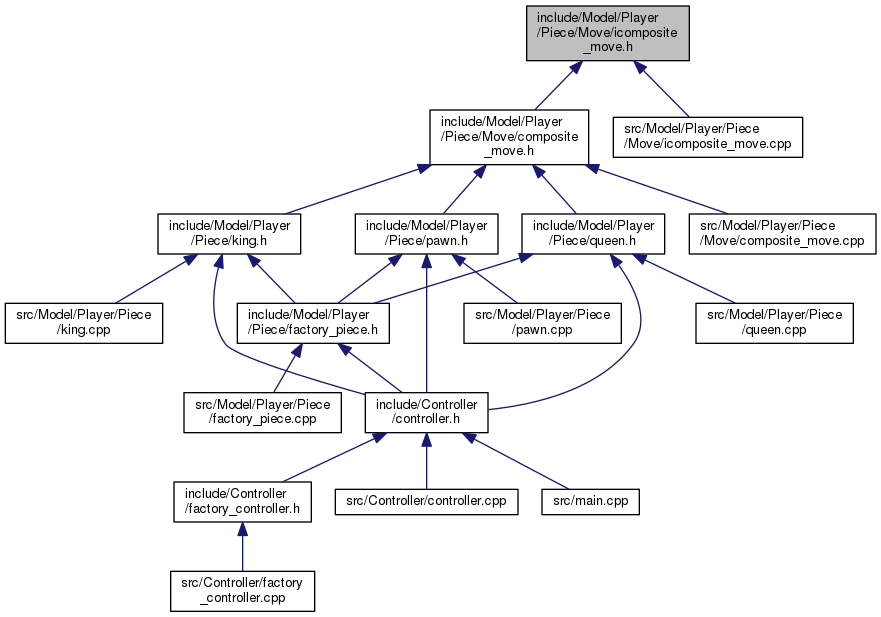 include/Model/Player
/Piece/Move/icomposite
_move.h
include/Model/Player
/Piece/Move/composite
_move.h
src/Model/Player/Piece
/Move/icomposite_move.cpp
include/Model/Player
/Piece/king.h
include/Model/Player
/Piece/pawn.h
include/Model/Player
/Piece/queen.h
src/Model/Player/Piece
/Move/composite_move.cpp
src/Model/Player/Piece
/king.cpp
include/Model/Player
/Piece/factory_piece.h
src/Model/Player/Piece
/pawn.cpp
src/Model/Player/Piece
/queen.cpp
src/Model/Player/Piece
/factory_piece.cpp
include/Controller
/controller.h
include/Controller
/factory_controller.h
src/Controller/controller.cpp
src/main.cpp
src/Controller/factory
_controller.cpp